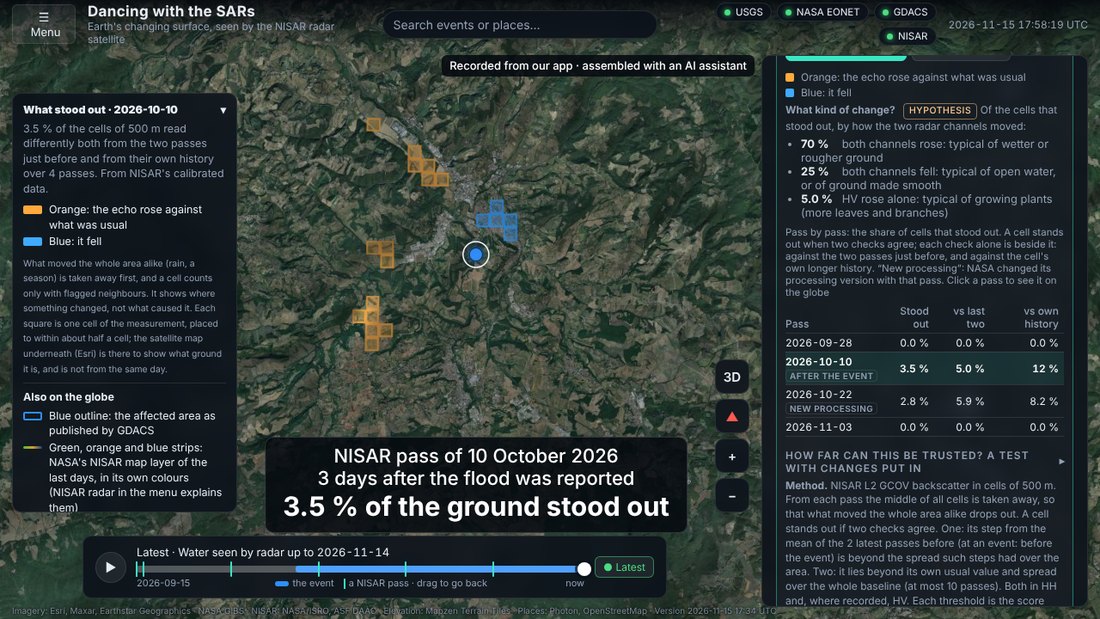 ☰
Menu
Dancing with the SARs
Earth's changing surface, seen by the NISAR radar
satellite
Search events or places...
USGS
NASA EONET
GDACS
NISAR
2026-11-15 17:58:19 UTC
Recorded from our app · assembled with an AI assistant
What stood out · 2026-10-10 ▼
3.5 % of the cells of 500 m read
differently both from the two passes
just before and from their own history
over 4 passes. From NISAR's calibrated
data.
Orange: the echo rose against
what was usual
Blue: it fell
What moved the whole area alike (rain, a
season) is taken away first, and a cell counts
only with flagged neighbours. It shows where
something changed, not what caused it. Each
square is one cell of the measurement, placed
to within about half a cell; the satellite map
underneath (Esri) is there to show what ground
it is, and is not from the same day.
Also on the globe
Blue outline: the affected area as
published by GDACS
Green, orange and blue strips:
NASA's NISAR map layer of the
last days, in its own colours
(NISAR radar in the menu explains
them)
NISAR pass of 10 October 2026
3 days after the flood was reported
3.5 % of the ground stood out
3D
+
−
Latest · Water seen by radar up to 2026-11-14
2026-09-15
the event
a NISAR pass · drag to go back
now
Latest
Orange: the echo rose against what was usual
Blue: it fell
What kind of change? HYPOTHESIS Of the cells that
stood out, by how the two radar channels moved:
• 70 % both channels rose: typical of wetter or
rougher ground
• 25 % both channels fell: typical of open water,
or of ground made smooth
• 5.0 % HV rose alone: typical of growing plants
(more leaves and branches)
Pass by pass: the share of cells that stood out. A cell stands
out when two checks agree; each check alone is beside it:
against the two passes just before, and against the cell's
own longer history. “New processing”: NASA changed its
processing version with that pass. Click a pass to see it on
the globe
Pass Stood out vs last two vs own history
2026-09-28 0.0 % 0.0 % 0.0 %
2026-10-10 3.5 % 5.0 % 12 %
AFTER THE EVENT
2026-10-22 2.8 % 5.9 % 8.2 %
NEW PROCESSING
2026-11-03 0.0 % 0.0 % 0.0 %
HOW FAR CAN THIS BE TRUSTED? A TEST
WITH CHANGES PUT IN ▶
Method. NISAR L2 GCOV backscatter in cells of 500 m.
From each pass the middle of all cells is taken away, so
that what moved the whole area alike drops out. A cell
stands out if two checks agree. One: its step from the
mean of the 2 latest passes before (at an event: before
the event) is beyond the spread such steps had over the
area. Two: it lies beyond its own usual value and spread
over the whole baseline (at most 10 passes). Both in HH
and, where recorded, HV. Each threshold is the score
Imagery: Esri, Maxar, Earthstar Geographics · NASA GIBS · NISAR: NASA/ISRO, ASF DAAC · Elevation: Mapzen Terrain Tiles · Places: Photon, OpenStreetMap · Version 2026-11-15 17:34 UTC